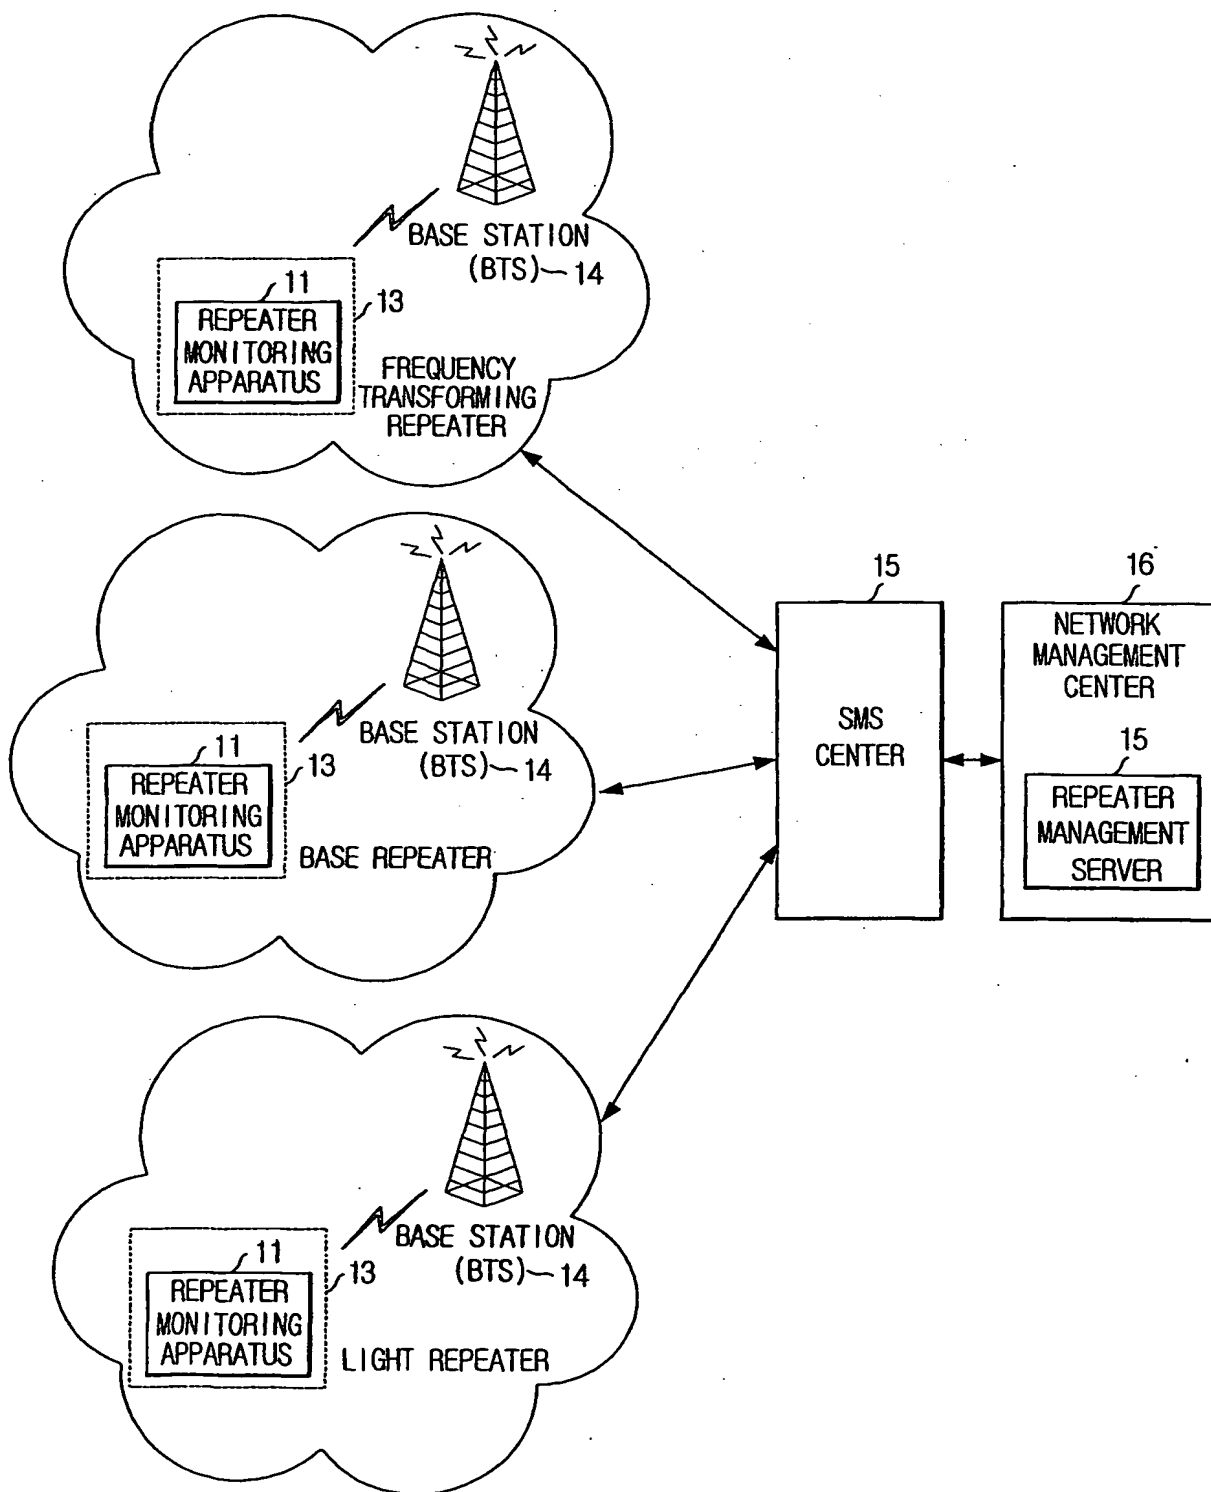 BASE STATION
(BTS) 14
11
13
REPEATER
MONITORING
APPARATUS
FREQUENCY
TRANSFORMING
REPEATER
BASE STATION
(BTS) 14
11
13
REPEATER
MONITORING
APPARATUS
BASE REPEATER
BASE STATION
(BTS) 14
11
13
REPEATER
MONITORING
APPARATUS
LIGHT REPEATER
15
SMS
CENTER
16
NETWORK
MANAGEMENT
CENTER
15
REPEATER
MANAGEMENT
SERVER